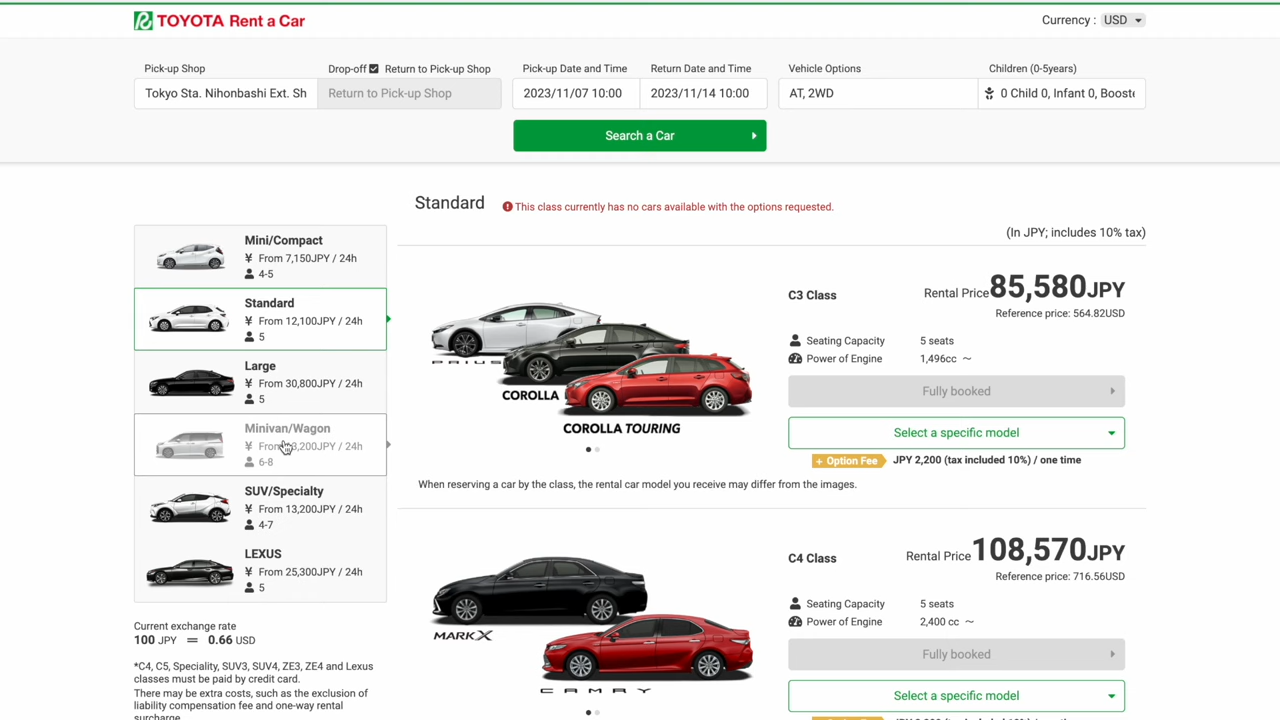 TOYOTA Rent a Car
Currency : USD
Pick-up Shop
Drop-off Return to Pick-up Shop
Pick-up Date and Time
Return Date and Time
Vehicle Options
Children (0-5years)
Tokyo Sta. Nihonbashi Ext. Sh
Return to Pick-up Shop
2023/11/07 10:00
2023/11/14 10:00
AT, 2WD
0 Child 0, Infant 0, Booste
Search a Car
Standard
This class currently has no cars available with the options requested.
(In JPY; includes 10% tax)
Mini/Compact
¥ From 7,150JPY / 24h
4-5
Standard
¥ From 12,100JPY / 24h
5
Large
¥ From 30,800JPY / 24h
5
Minivan/Wagon
¥ From 3,200JPY / 24h
6-8
SUV/Specialty
¥ From 13,200JPY / 24h
4-7
LEXUS
¥ From 25,300JPY / 24h
5
Current exchange rate
100 JPY = 0.66 USD
*C4, C5, Speciality, SUV3, SUV4, ZE3, ZE4 and Lexus
classes must be paid by credit card.
There may be extra costs, such as the exclusion of
liability compensation fee and one-way rental
surcharge.
PRIUS
COROLLA
COROLLA TOURING
C3 Class
Rental Price 85,580JPY
Reference price: 564.82USD
Seating Capacity 5 seats
Power of Engine 1,496cc ～
Fully booked
Select a specific model
+ Option Fee JPY 2,200 (tax included 10%) / one time
When reserving a car by the class, the rental car model you receive may differ from the images.
MARK X
CAMRY
C4 Class
Rental Price 108,570JPY
Reference price: 716.56USD
Seating Capacity 5 seats
Power of Engine 2,400 cc ～
Fully booked
Select a specific model